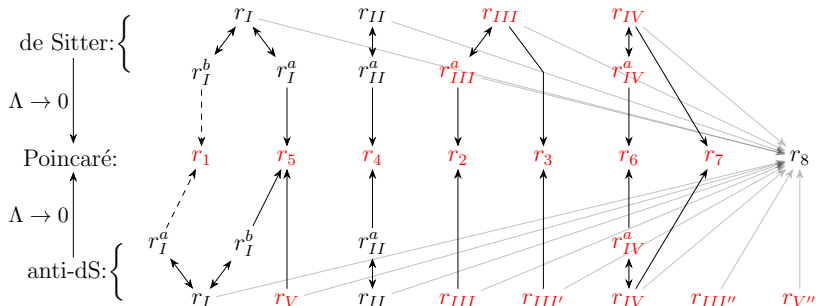 r_I r_{II} r_{III} r_{IV}
de Sitter:{
r_I^b r_I^a r_{II}^a r_{III}^a r_{IV}^a
Λ → 0
Poincaré: r_1 r_5 r_4 r_2 r_3 r_6 r_7 r_8
Λ → 0
r_I^a r_I^b r_{II}^a r_{IV}^a
anti-dS:{
r_I r_V r_{II} r_{III} r_{III'} r_{IV} r_{III''} r_{V''}